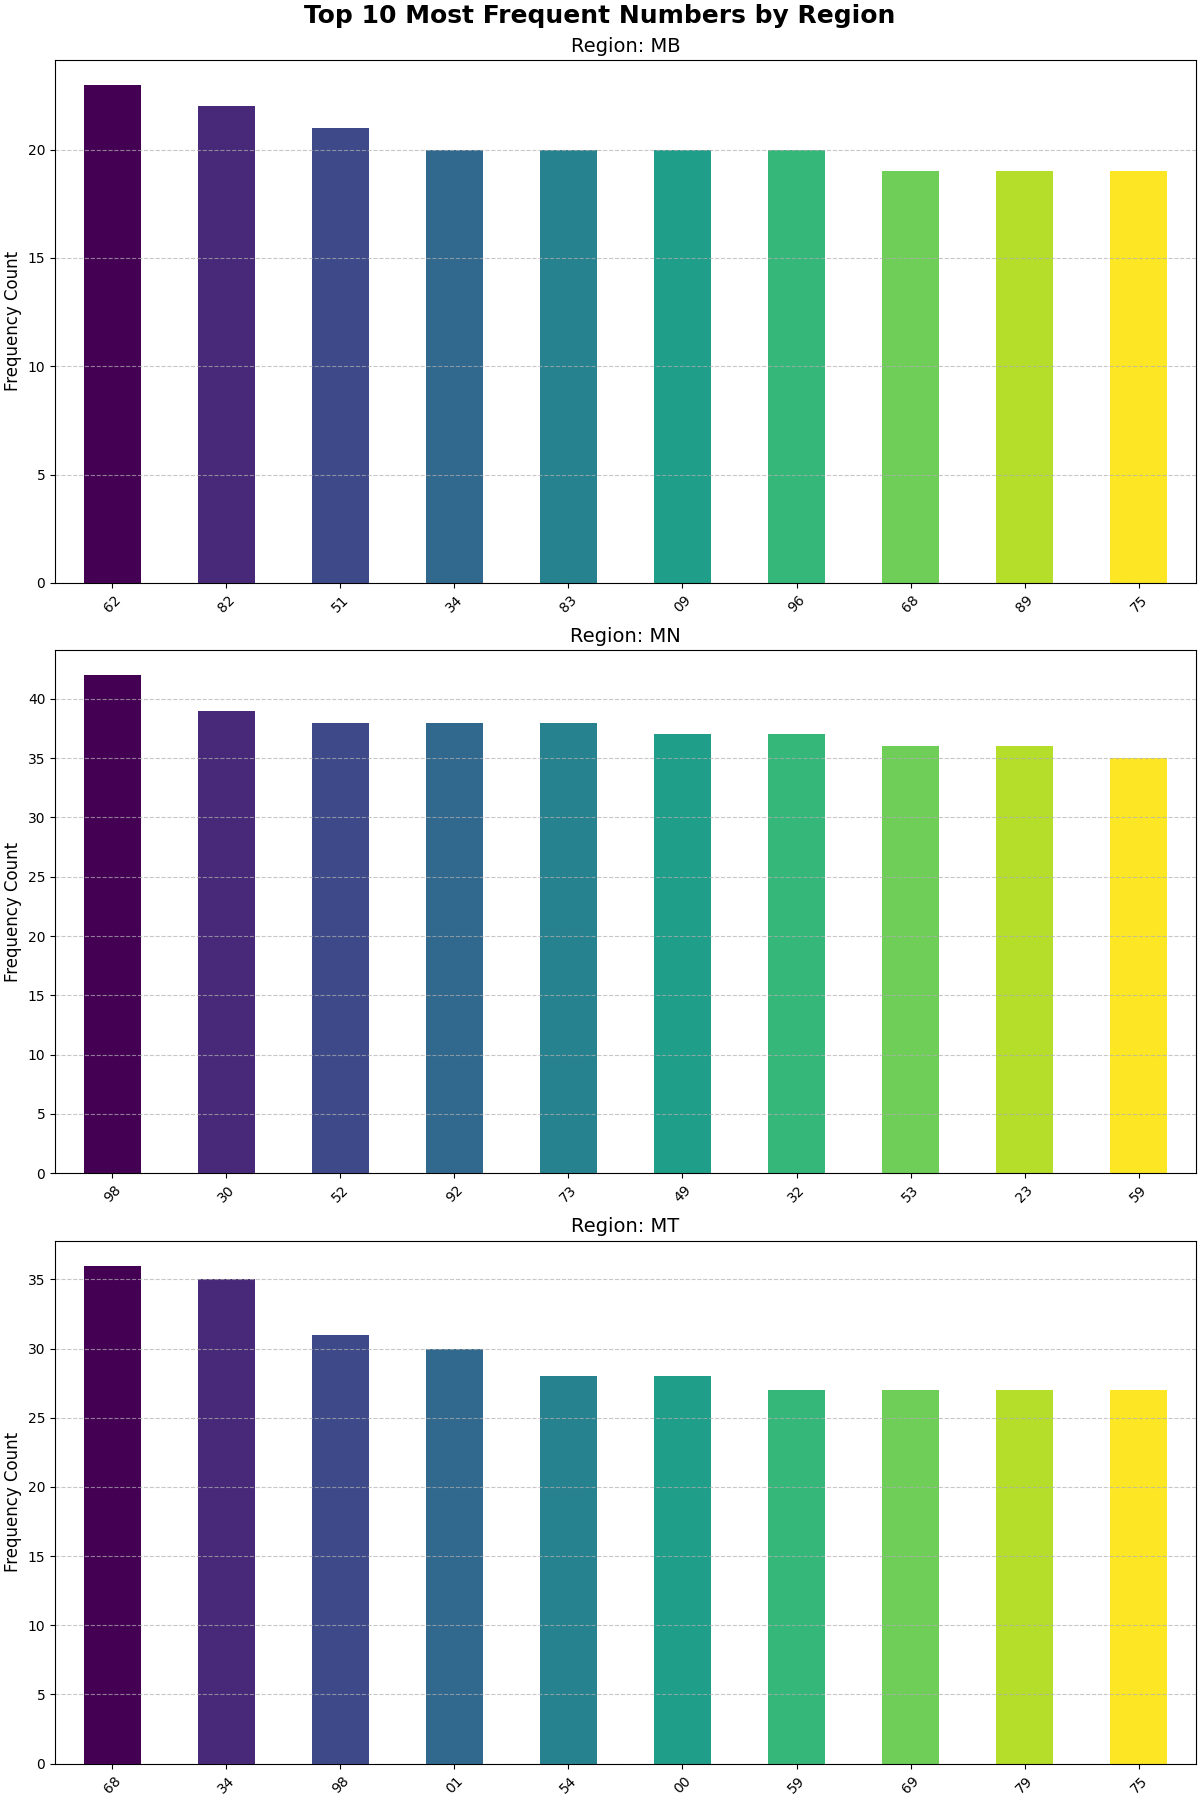 Top 10 Most Frequent Numbers by Region
Region: MB
Frequency Count
20
15
10
5
0
62 82 51 34 83 09 96 68 89 75
Region: MN
Frequency Count
40
35
30
25
20
15
10
5
0
98 30 52 92 73 49 32 53 23 59
Region: MT
Frequency Count
35
30
25
20
15
10
5
0
68 34 98 01 54 00 59 69 79 75